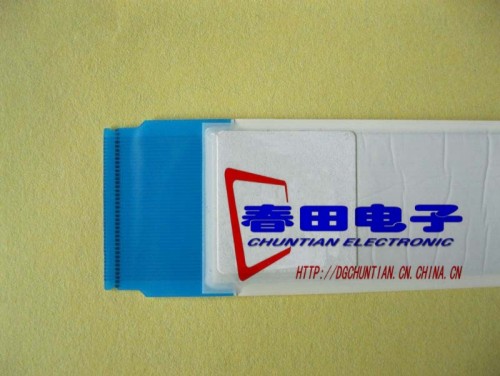 春田电子
CHUNTIAN ELECTRONIC
HTTP://DGCHUNTIAN.CN.CHINA.CN